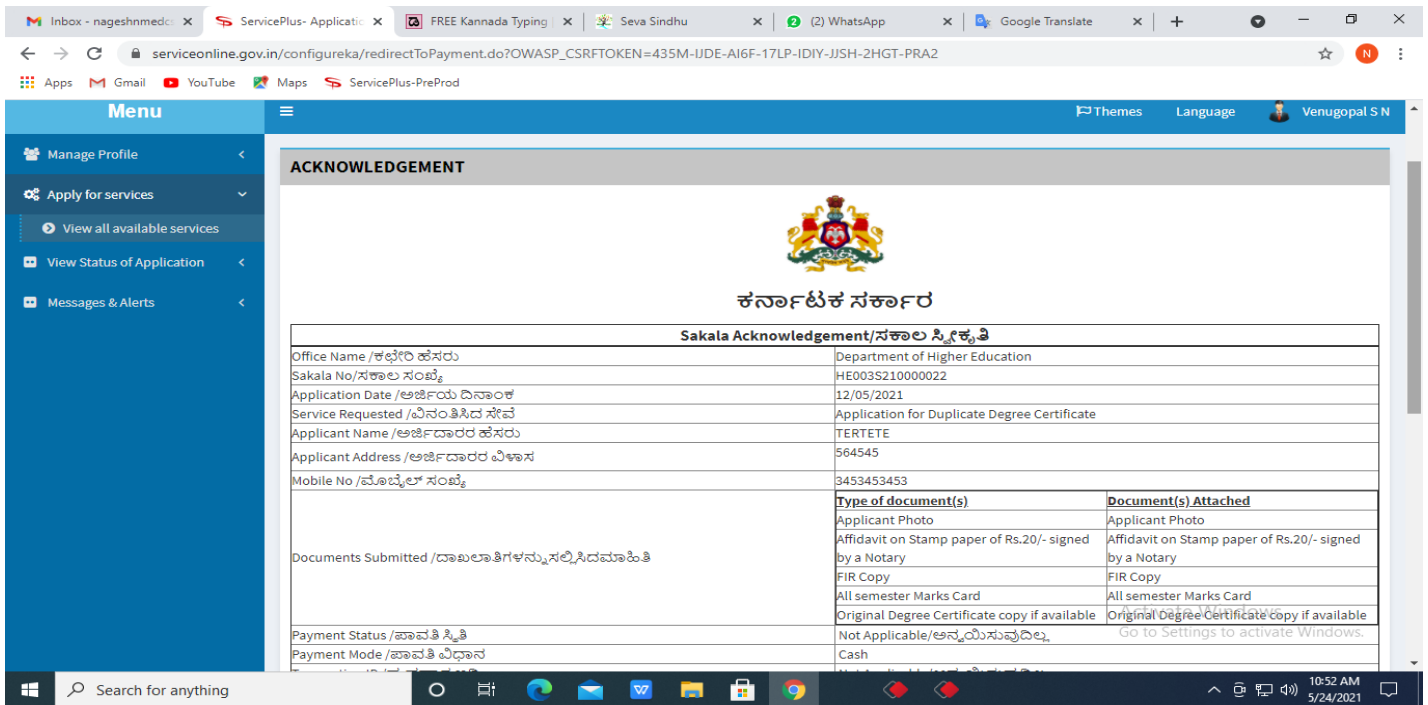 Inbox - nageshnmedcs
ServicePlus- Applicatio
FREE Kannada Typing
Seva Sindhu
(2) WhatsApp
Google Translate
serviceonline.gov.in/configureka/redirectToPayment.do?OWASP_CSRFTOKEN=435M-IJDE-AI6F-17LP-IDIY-JJSH-2HGT-PRA2
N
Apps
Gmail
YouTube
Maps
ServicePlus-PreProd
Menu
Themes
Language
Venugopal S N
Manage Profile
Apply for services
View all available services
View Status of Application
Messages & Alerts
ACKNOWLEDGEMENT
ಕರ್ನಾಟಕ ಸರ್ಕಾರ
Sakala Acknowledgement/ಸಕಾಲ ಸ್ವೀಕೃತಿ
Office Name /ಕಛೇರಿ ಹೆಸರು Department of Higher Education
Sakala No/ಸಕಾಲ ಸಂಖ್ಯೆ HE003S210000022
Application Date /ಅರ್ಜಿಯ ದಿನಾಂಕ 12/05/2021
Service Requested /ವಿನಂತಿಸಿದ ಸೇವೆ Application for Duplicate Degree Certificate
Applicant Name /ಅರ್ಜಿದಾರರ ಹೆಸರು TERTETE
Applicant Address /ಅರ್ಜಿದಾರರ ವಿಳಾಸ 564545
Mobile No /ಮೊಬೈಲ್ ಸಂಖ್ಯೆ 3453453453
Documents Submitted /ದಾಖಲಾತಿಗಳನ್ನುಸಲ್ಲಿಸಿದಮಾಹಿತಿ
Type of document(s) Document(s) Attached
Applicant Photo Applicant Photo
Affidavit on Stamp paper of Rs.20/- signed Affidavit on Stamp paper of Rs.20/- signed
by a Notary by a Notary
FIR Copy FIR Copy
All semester Marks Card All semester Marks Card
Original Degree Certificate copy if available Original Degree Certificate copy if available
Payment Status /ಪಾವತಿ ಸ್ಥಿತಿ Not Applicable/ಅನ್ವಯಿಸುವುದಿಲ್ಲ
Payment Mode /ಪಾವತಿ ವಿಧಾನ Cash
Activate Windows
Go to Settings to activate Windows.
Search for anything
10:52 AM
5/24/2021